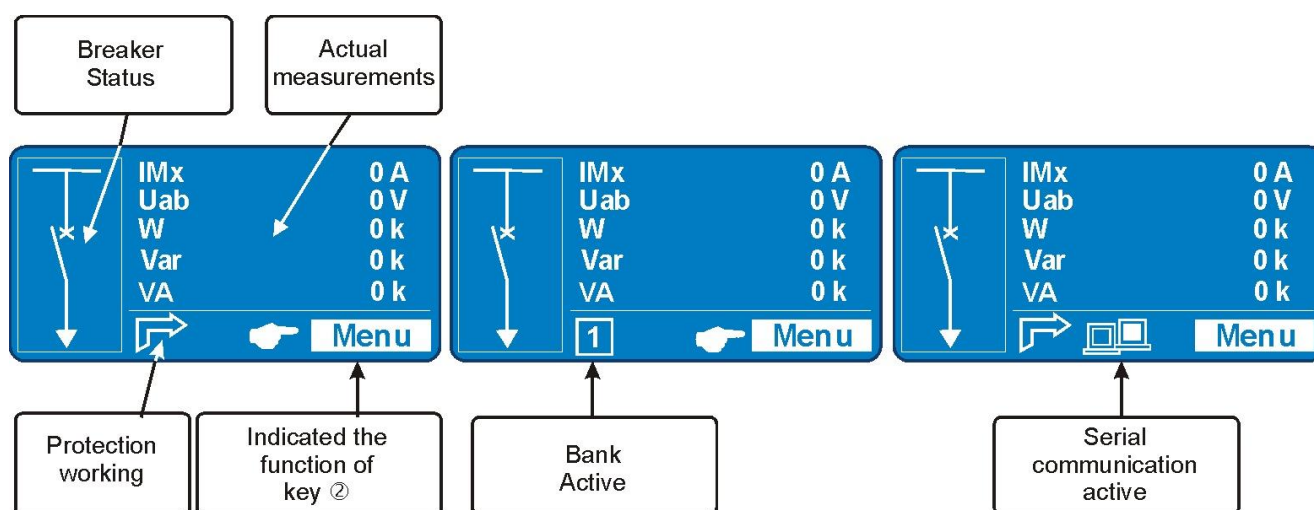 Breaker
Status
Actual
measurements
IMx 0 A
Uab 0 V
W 0 k
Var 0 k
VA 0 k
Menu
IMx 0 A
Uab 0 V
W 0 k
Var 0 k
VA 0 k
1 Menu
IMx 0 A
Uab 0 V
W 0 k
Var 0 k
VA 0 k
Menu
Protection
working
Indicated the
function of
key ②
Bank
Active
Serial
communication
active